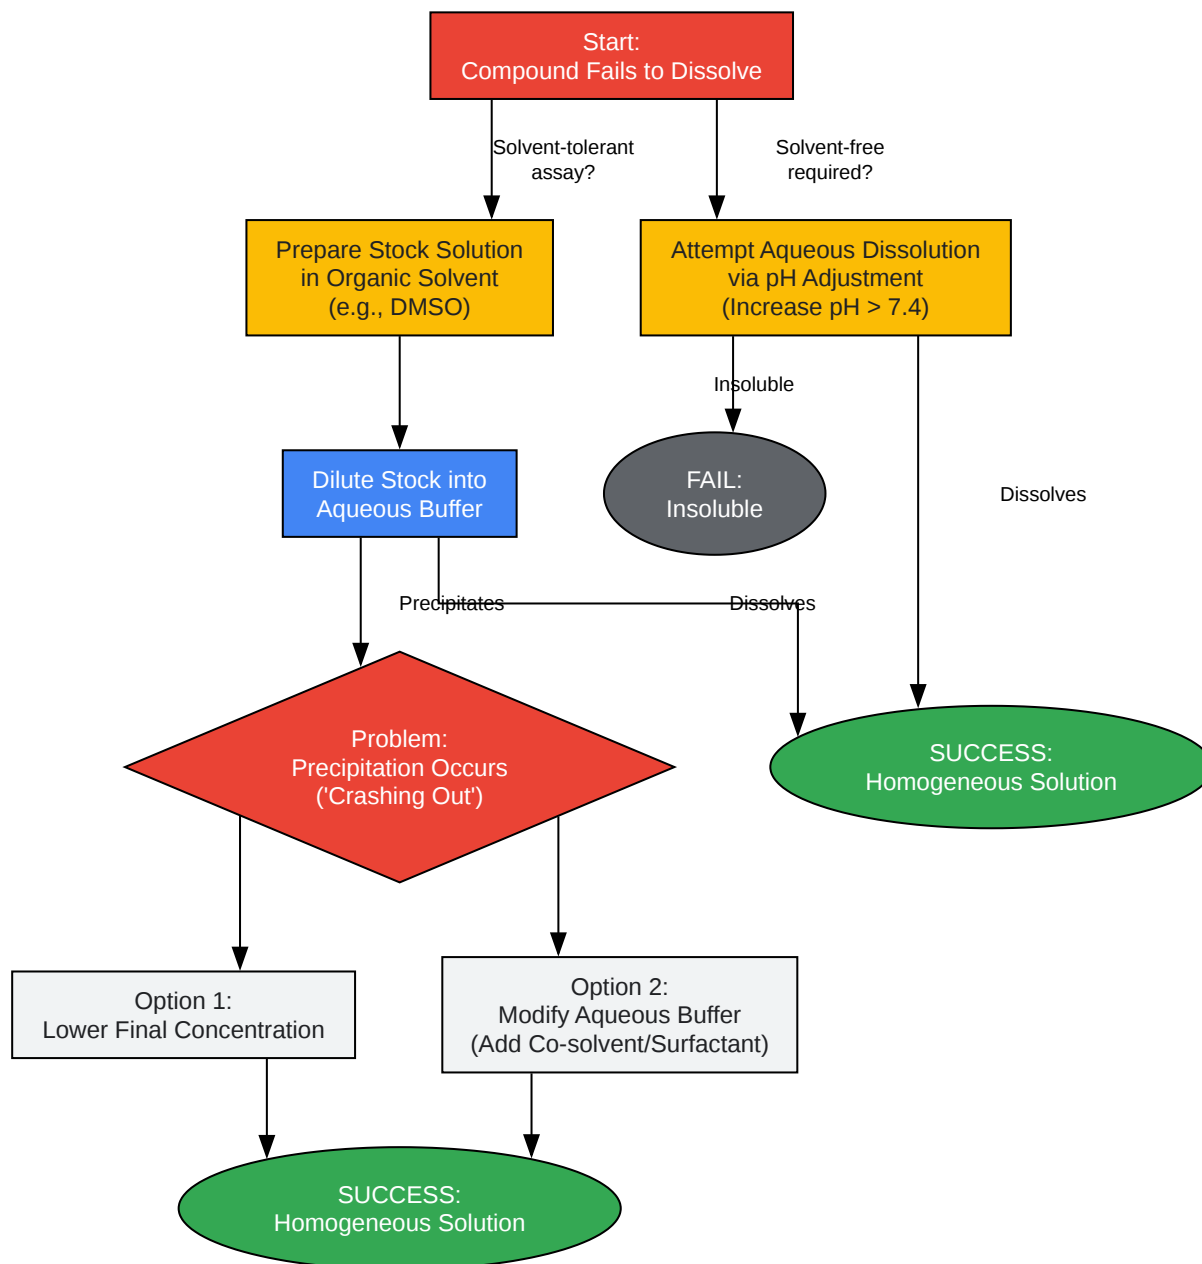 Start:
Compound Fails to Dissolve
Solvent-tolerant
assay?
Solvent-free
required?
Prepare Stock Solution
in Organic Solvent
(e.g., DMSO)
Attempt Aqueous Dissolution
via pH Adjustment
(Increase pH > 7.4)
Insoluble
Dilute Stock into
Aqueous Buffer
FAIL:
Insoluble
Dissolves
Precipitates
Dissolves
Problem:
Precipitation Occurs
('Crashing Out')
SUCCESS:
Homogeneous Solution
Option 1:
Lower Final Concentration
Option 2:
Modify Aqueous Buffer
(Add Co-solvent/Surfactant)
SUCCESS:
Homogeneous Solution